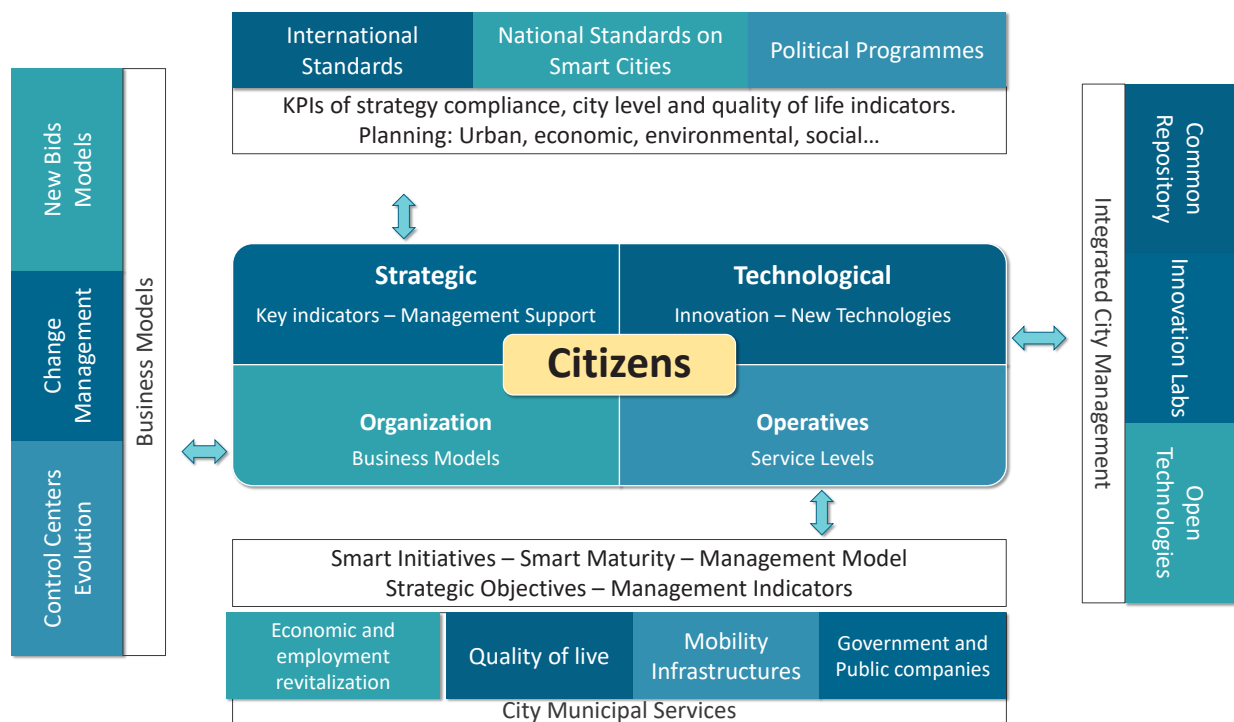 International
Standards
National Standards on
Smart Cities
Political Programmes
KPIs of strategy compliance, city level and quality of life indicators.
Planning: Urban, economic, environmental, social...
New Bids
Models
Change
Management
Control Centers
Evolution
Business Models
Strategic
Key indicators – Management Support
Technological
Innovation – New Technologies
Citizens
Organization
Business Models
Operatives
Service Levels
Integrated City Management
Common
Repository
Innovation Labs
Open
Technologies
Smart Initiatives – Smart Maturity – Management Model
Strategic Objectives – Management Indicators
Economic and
employment
revitalization
Quality of live
Mobility
Infrastructures
Government and
Public companies
City Municipal Services